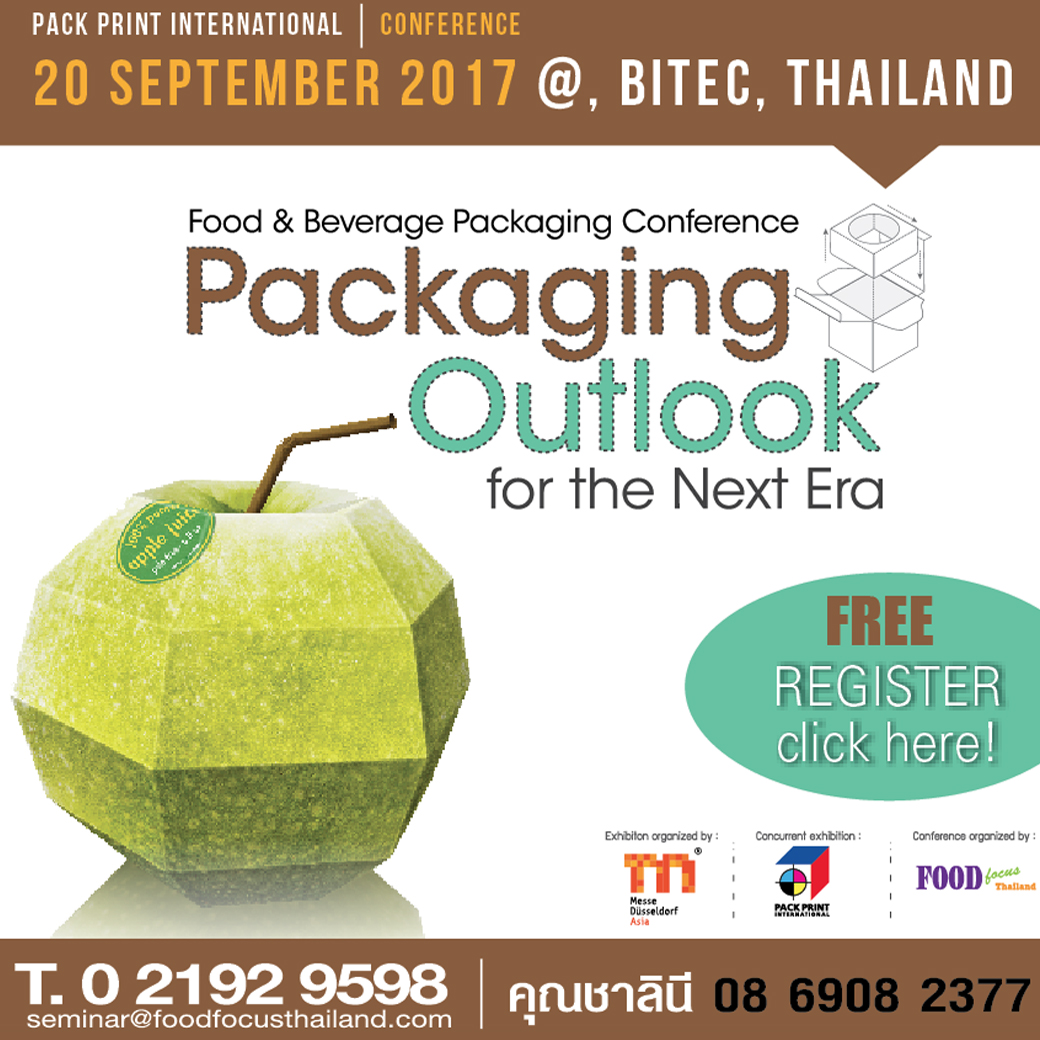 PACK PRINT INTERNATIONAL | CONFERENCE
20 SEPTEMBER 2017 @, BITEC, THAILAND
Food & Beverage Packaging Conference
Packaging
Outlook
for the Next Era
100%
apple juice
FREE
REGISTER
click here!
Exhibiton organized by :
Messe
Düsseldorf
Asia
Concurrent exhibition :
PACK PRINT
INTERNATIONAL
Conference organized by :
FOOD focus
Thailand
T. 0 2192 9598
seminar@foodfocusthailand.com
คุณชาลินี 08 6908 2377